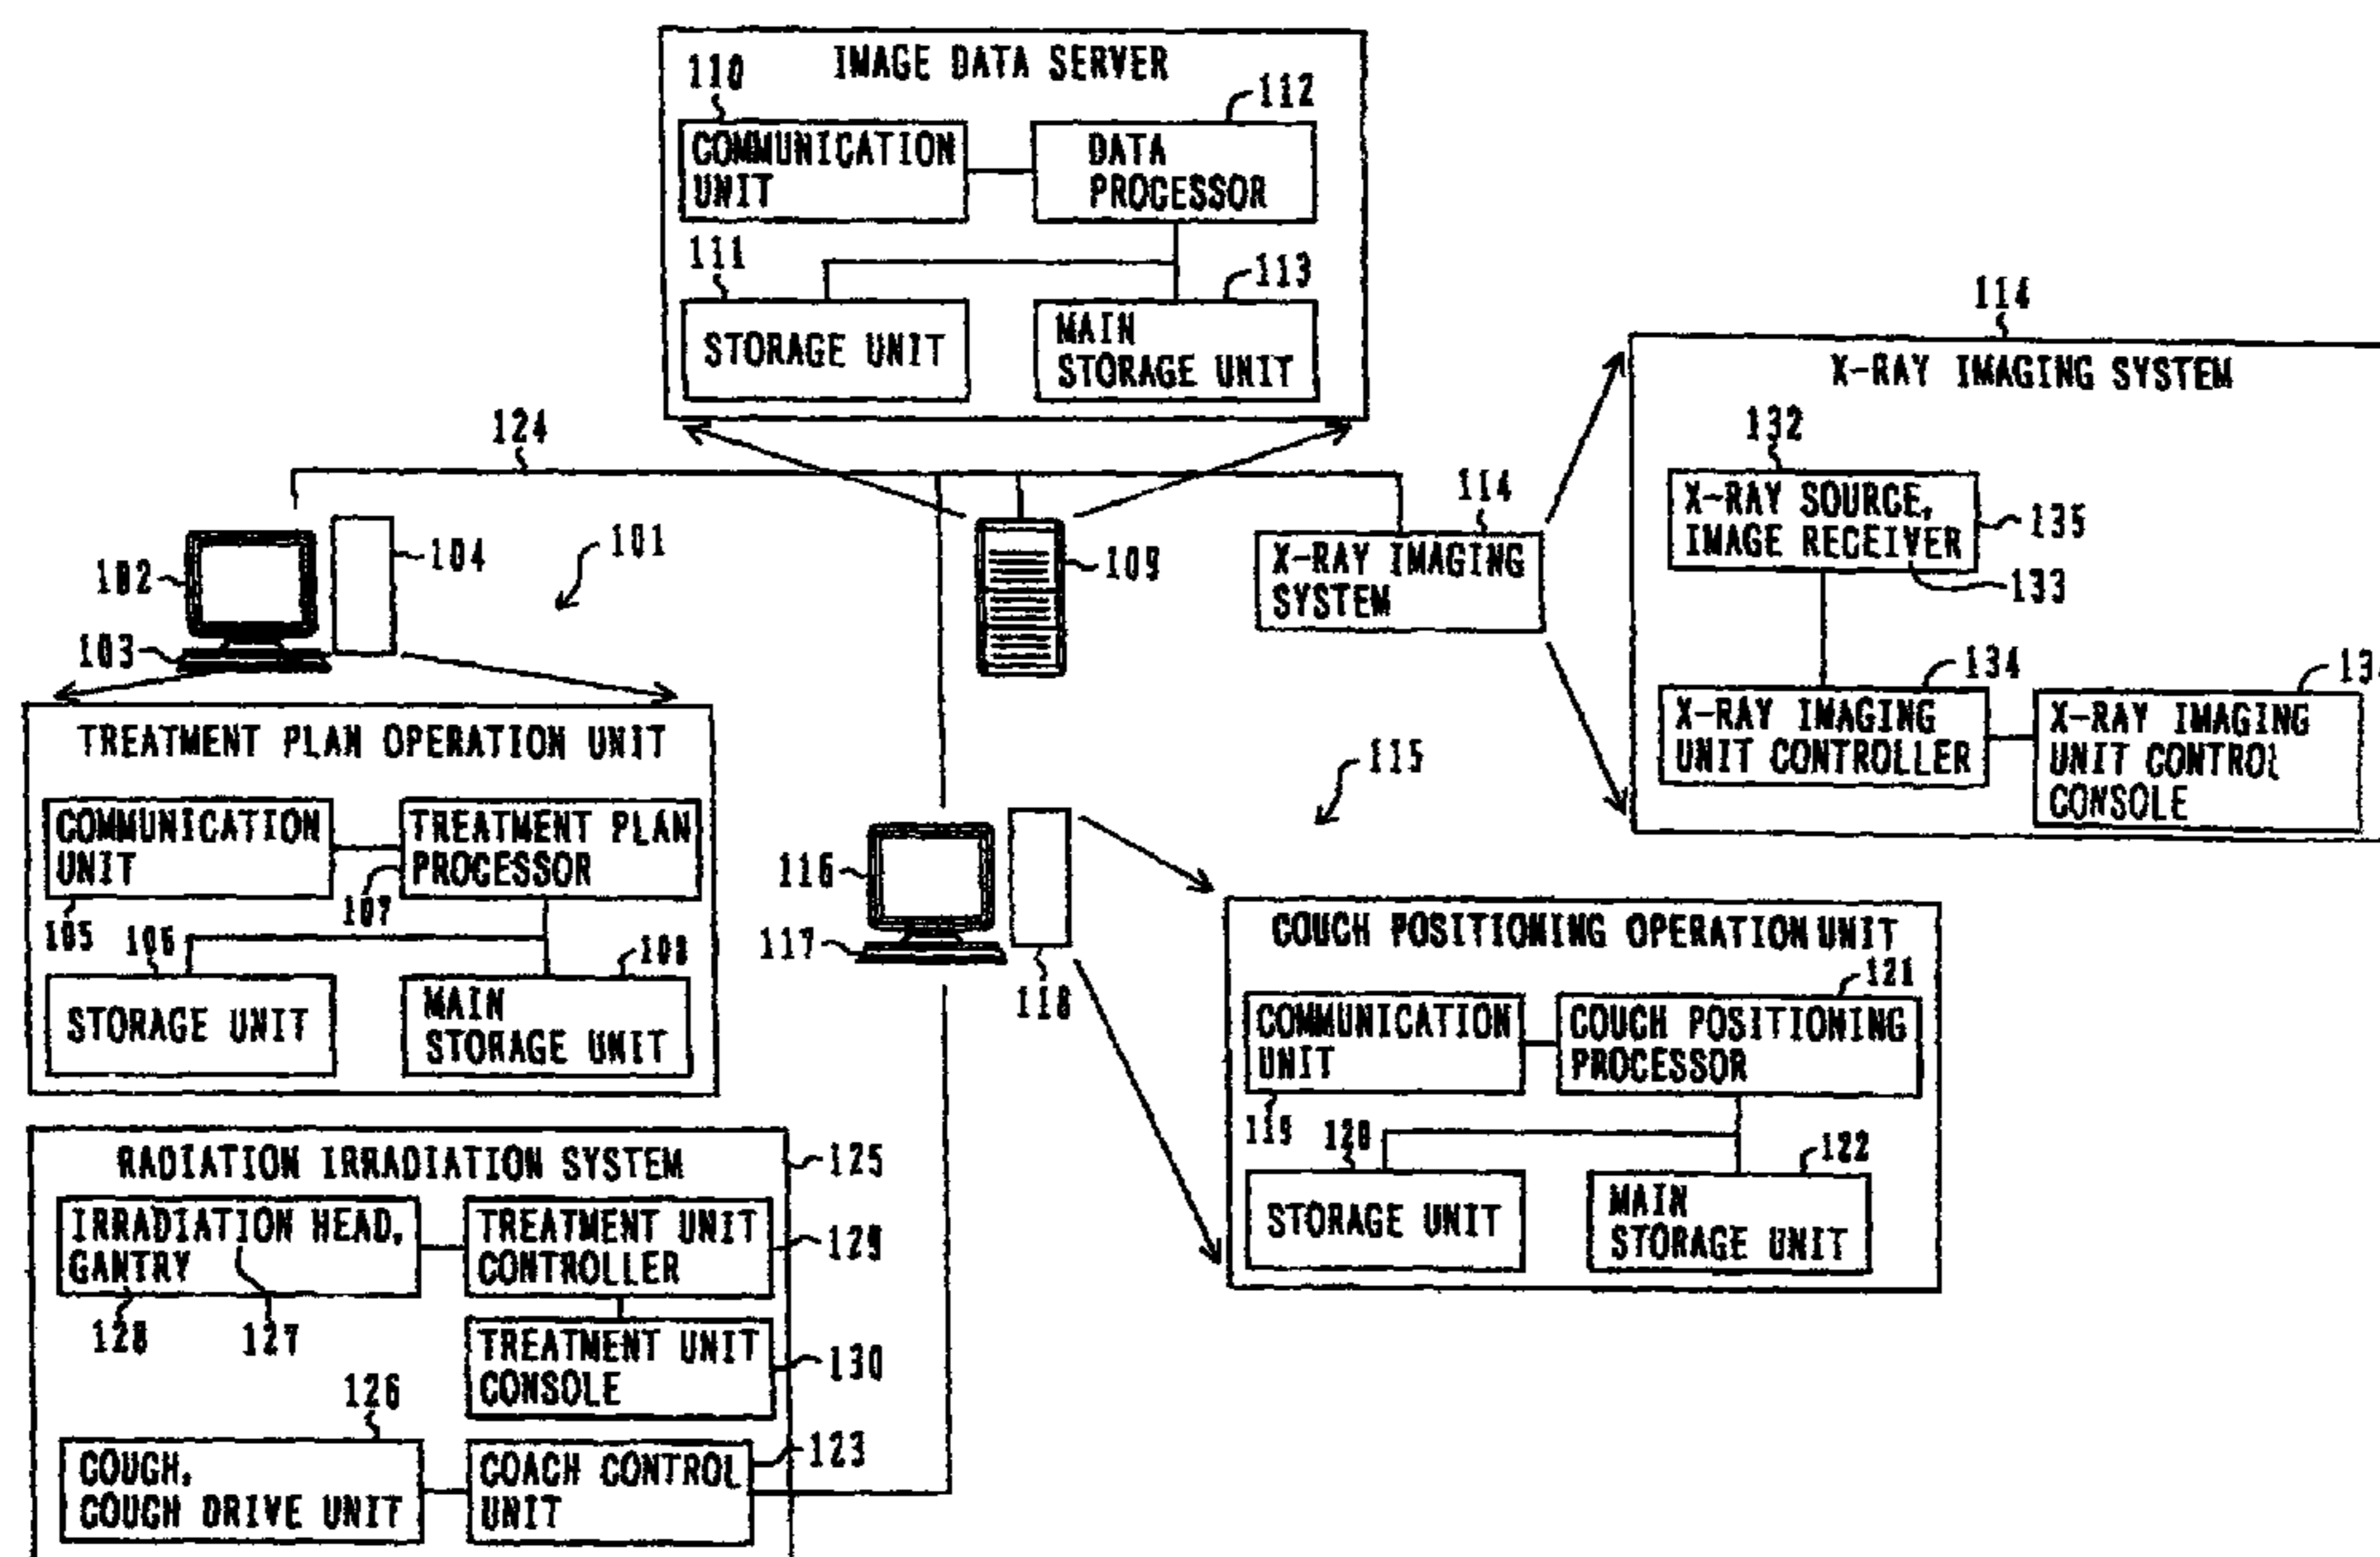 IMAGE DATA SERVER
110
112
COMMUNICATION
UNIT
DATA
PROCESSOR
111
113
STORAGE UNIT
MAIN
STORAGE UNIT
124
114
X-RAY IMAGING
SYSTEM
109
101
102
103
104
TREATMENT PLAN OPERATION UNIT
COMMUNICATION
UNIT
TREATMENT PLAN
PROCESSOR
105
107
106
108
STORAGE UNIT
MAIN
STORAGE UNIT
114
X-RAY IMAGING SYSTEM
132
X-RAY SOURCE,
IMAGE RECEIVER
135
133
134
X-RAY IMAGING
UNIT CONTROLLER
X-RAY IMAGING
UNIT CONTROL
CONSOLE
115
116
117
118
COUCH POSITIONING OPERATION UNIT
121
COMMUNICATION
UNIT
COUCH POSITIONING
PROCESSOR
119
120
122
STORAGE UNIT
MAIN
STORAGE UNIT
RADIATION IRRADIATION SYSTEM
125
IRRADIATION HEAD,
GANTRY
TREATMENT UNIT
CONTROLLER
129
128
127
TREATMENT UNIT
CONSOLE
130
126
123
COUGH,
COUCH DRIVE UNIT
COACH CONTROL
UNIT